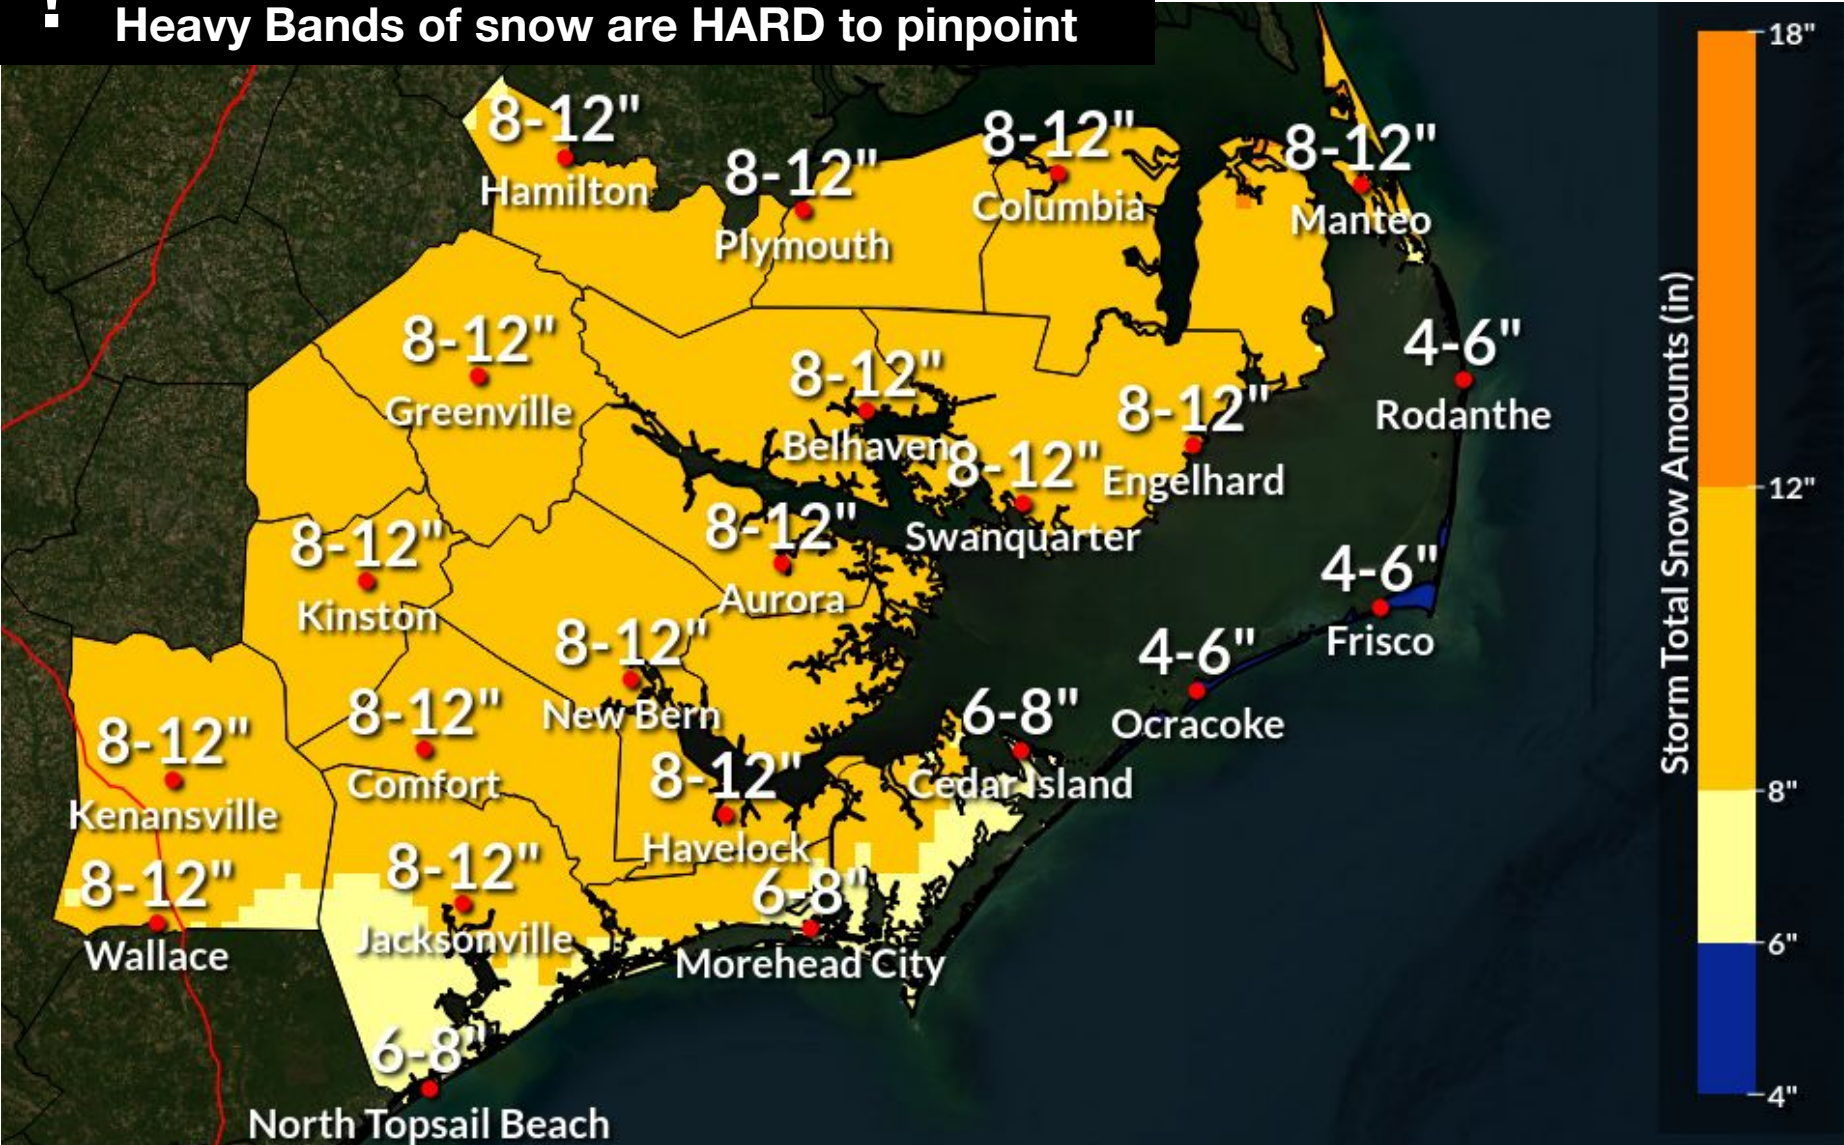 ! Heavy Bands of snow are HARD to pinpoint
18"
8-12"
Hamilton
8-12"
Plymouth
8-12"
Columbia
8-12"
Manteo
8-12"
Greenville
8-12"
Belhaven
8-12"
Engelhard
4-6"
Rodanthe
8-12"
Swanquarter
12"
8-12"
Kinston
8-12"
Aurora
4-6"
Frisco
8-12"
New Bern
4-6"
Ocracoke
8-12"
Kenansville
8-12"
Comfort
8-12"
Havelock
6-8"
Cedar Island
8"
8-12"
Wallace
8-12"
Jacksonville
6-8"
Morehead City
6"
6-8"
North Topsail Beach
4"
Storm Total Snow Amounts (in)